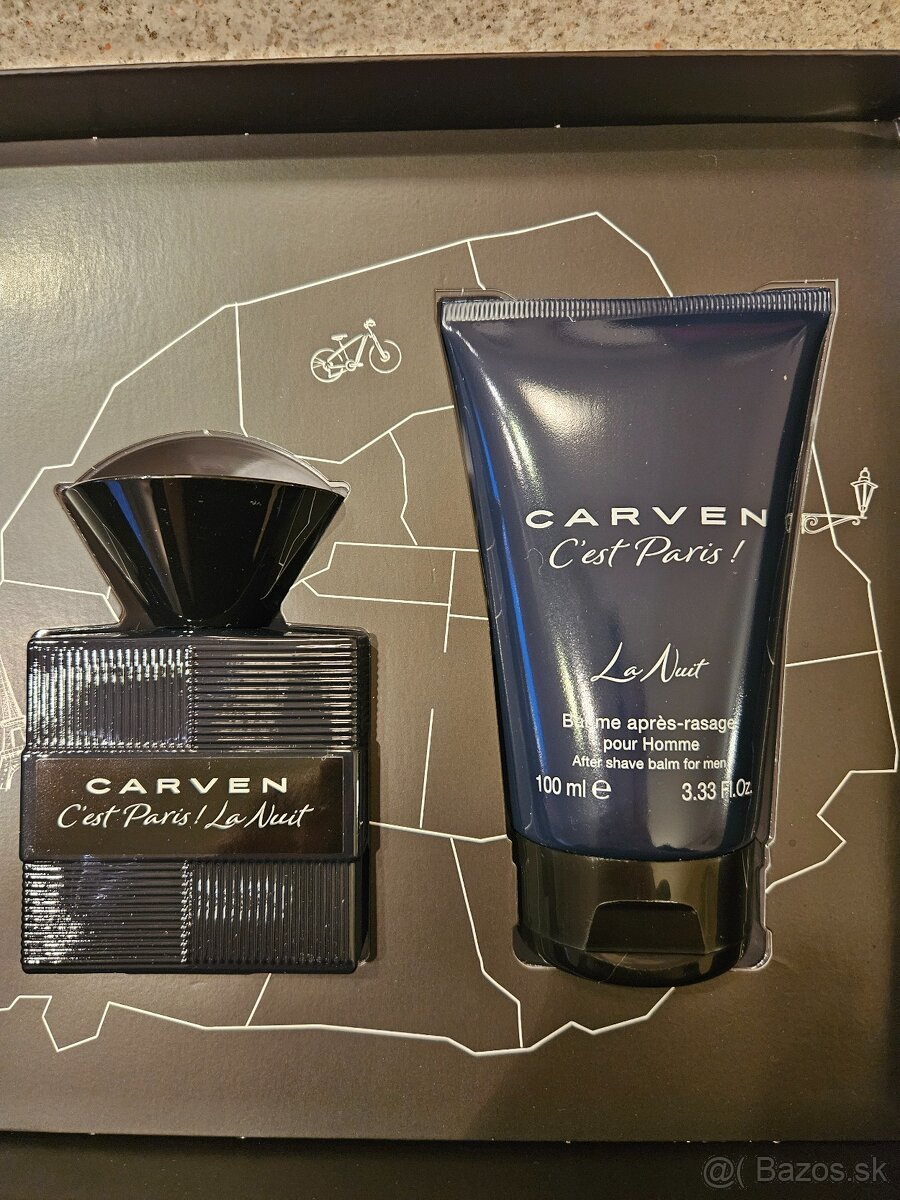 CARVEN
C'est Paris !
La Nuit
Baume après-rasage
pour Homme
After shave balm for men
100 ml e 3.33 Fl.Oz.
CARVEN
C'est Paris ! La Nuit
@( Bazos.sk